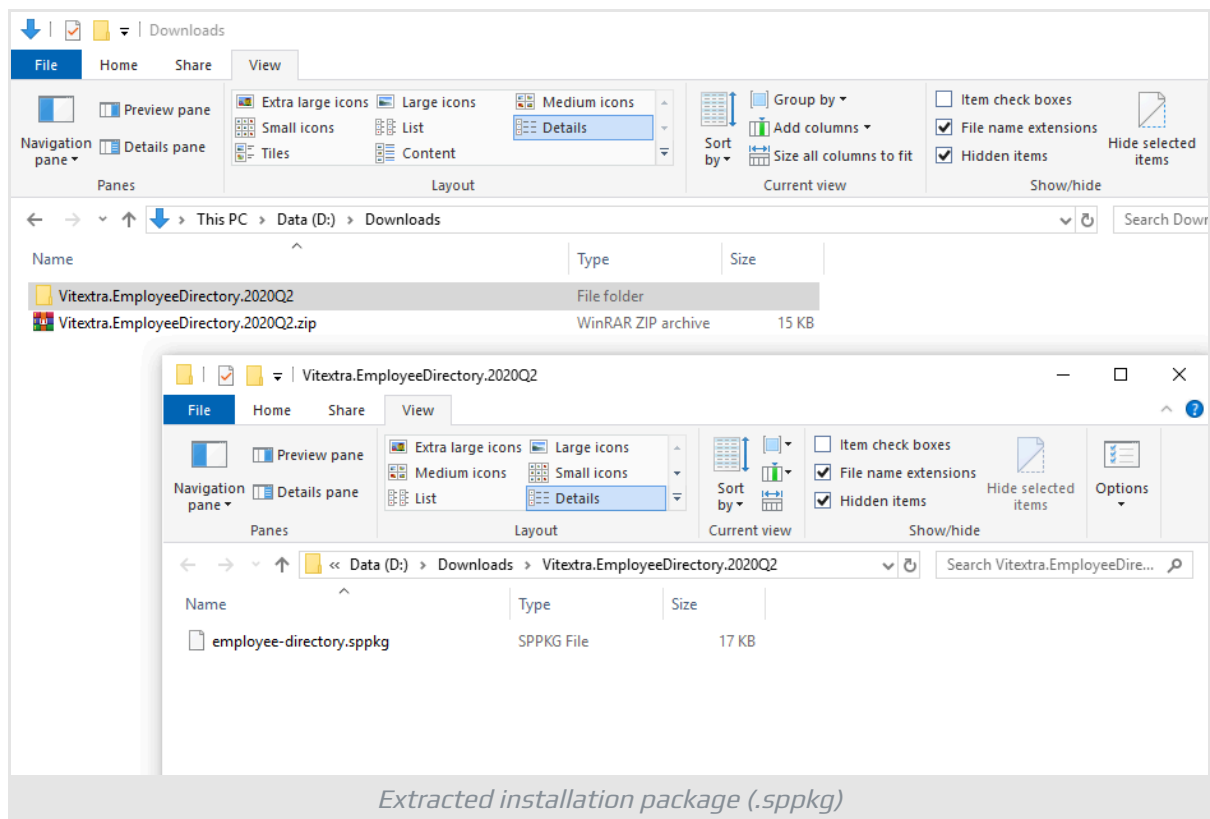 Downloads
File Home Share View
Navigation pane
Preview pane
Details pane
Panes
Extra large icons Large icons Medium icons
Small icons List Details
Tiles Content
Layout
Sort by
Group by
Add columns
Size all columns to fit
Current view
Item check boxes
File name extensions
Hidden items
Hide selected items
Show/hide
This PC > Data (D:) > Downloads
Search Down
Name Type Size
Vitextra.EmployeeDirectory.2020Q2 File folder
Vitextra.EmployeeDirectory.2020Q2.zip WinRAR ZIP archive 15 KB
Vitextra.EmployeeDirectory.2020Q2
File Home Share View
Navigation pane
Preview pane
Details pane
Panes
Extra large icons Large icons
Medium icons Small icons
List Details
Layout
Sort by
Current view
Item check boxes
File name extensions
Hidden items
Hide selected items
Show/hide
Options
« Data (D:) > Downloads > Vitextra.EmployeeDirectory.2020Q2
Search Vitextra.EmployeeDire...
Name Type Size
employee-directory.sppkg SPPKG File 17 KB
Extracted installation package (.sppkg)